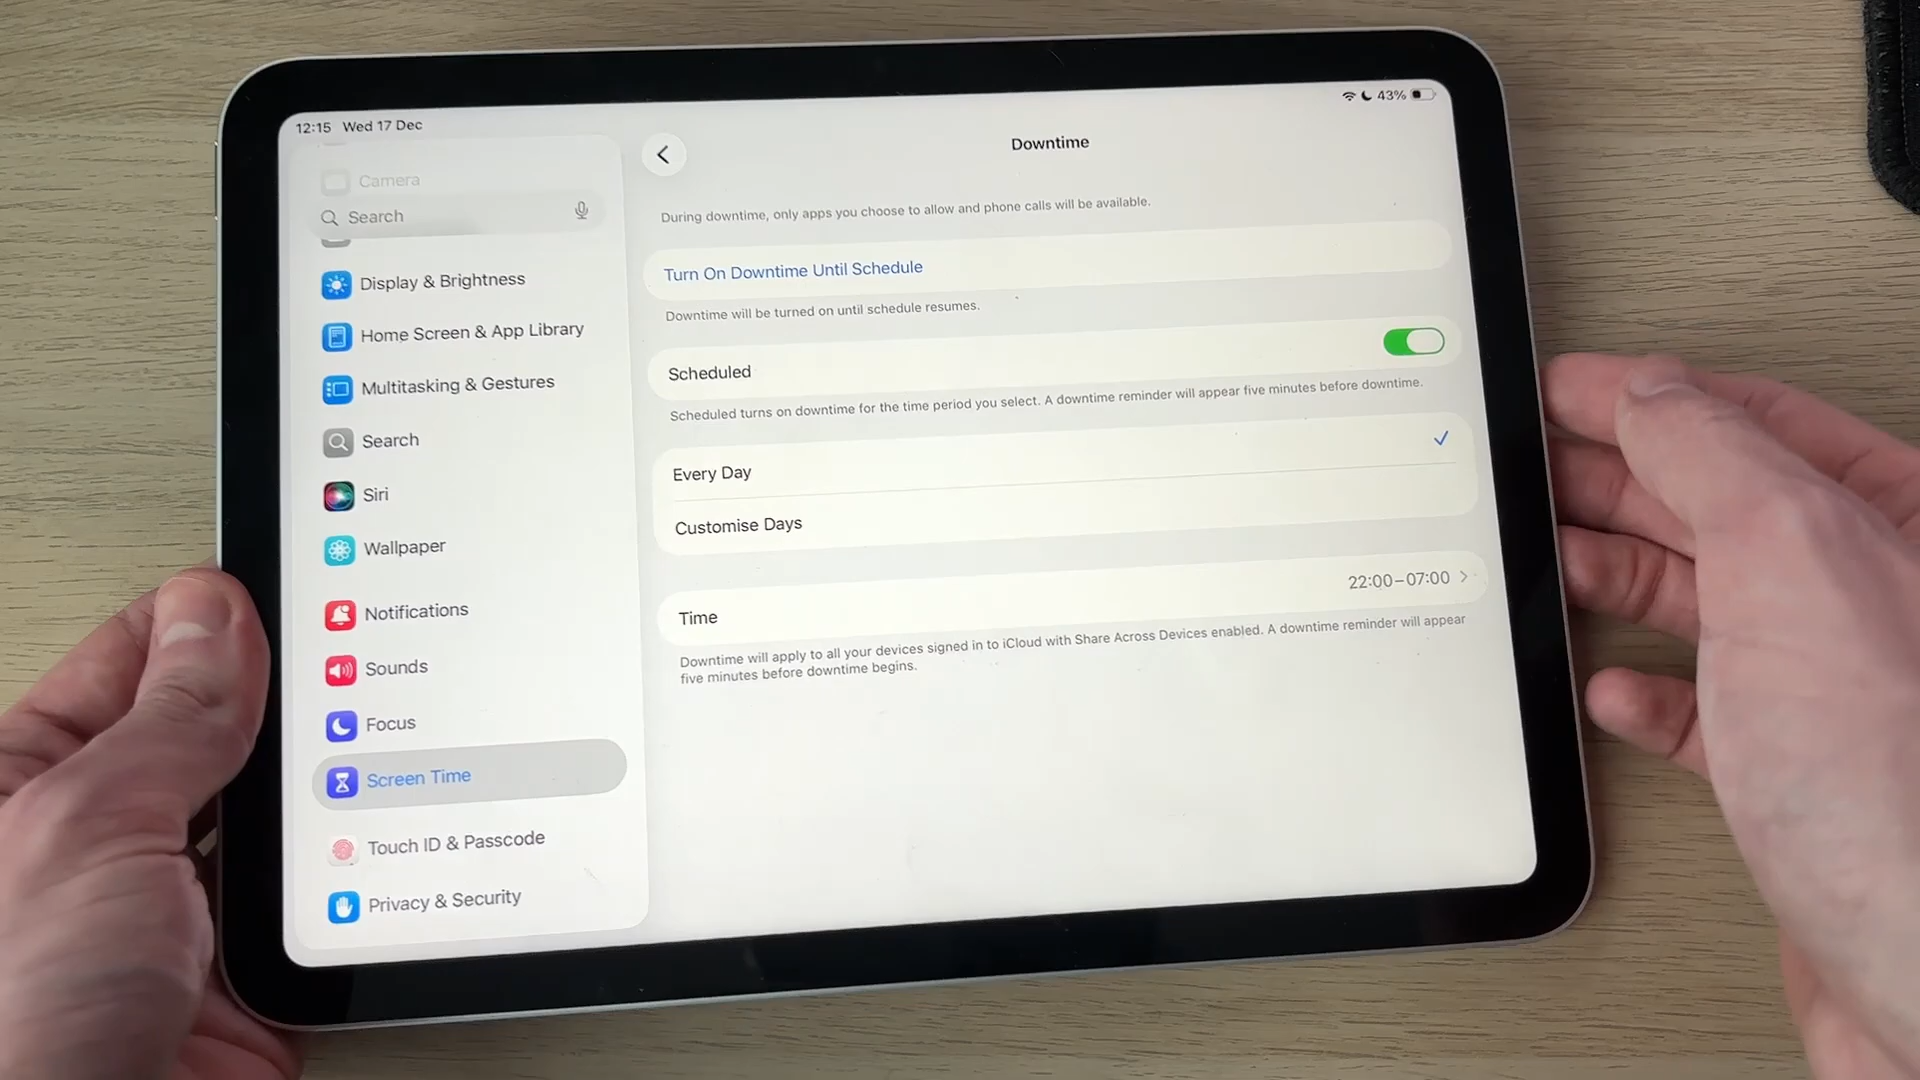 12:15 Wed 17 Dec
43%
Camera
Search
Display & Brightness
Home Screen & App Library
Multitasking & Gestures
Search
Siri
Wallpaper
Notifications
Sounds
Focus
Screen Time
Touch ID & Passcode
Privacy & Security
Downtime
During downtime, only apps you choose to allow and phone calls will be available.
Turn On Downtime Until Schedule
Downtime will be turned on until schedule resumes.
Scheduled
Scheduled turns on downtime for the time period you select. A downtime reminder will appear five minutes before downtime.
Every Day
Customise Days
Time 22:00–07:00
Downtime will apply to all your devices signed in to iCloud with Share Across Devices enabled. A downtime reminder will appear
five minutes before downtime begins.